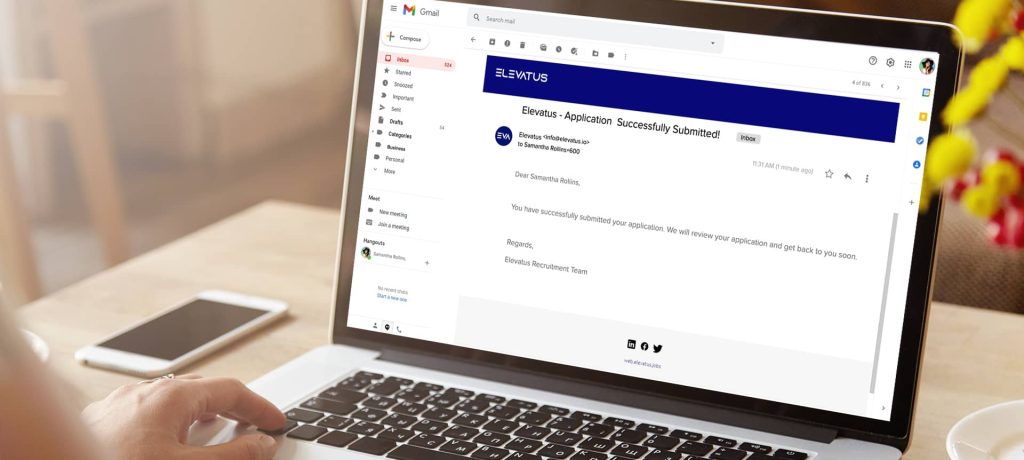 Gmail
Search mail
Compose
Inbox 524
Starred
Snoozed
Important
Sent
Drafts 34
Categories
Business
Personal
More
Meet
New meeting
Join a meeting
Hangouts
Samantha Rollins,
No recent chats
Start a new one
4 of 836
ELEVATUS
Elevatus - Application Successfully Submitted! Inbox
EVA
Elevatus <info@elevatus.io>
to Samantha Rollins+600
11:31 AM (1 minute ago)
Dear Samantha Rollins,
You have successfully submitted your application. We will review your application and get back to you soon.
Regards,
Elevatus Recruitment Team
web.elevatus.jobs